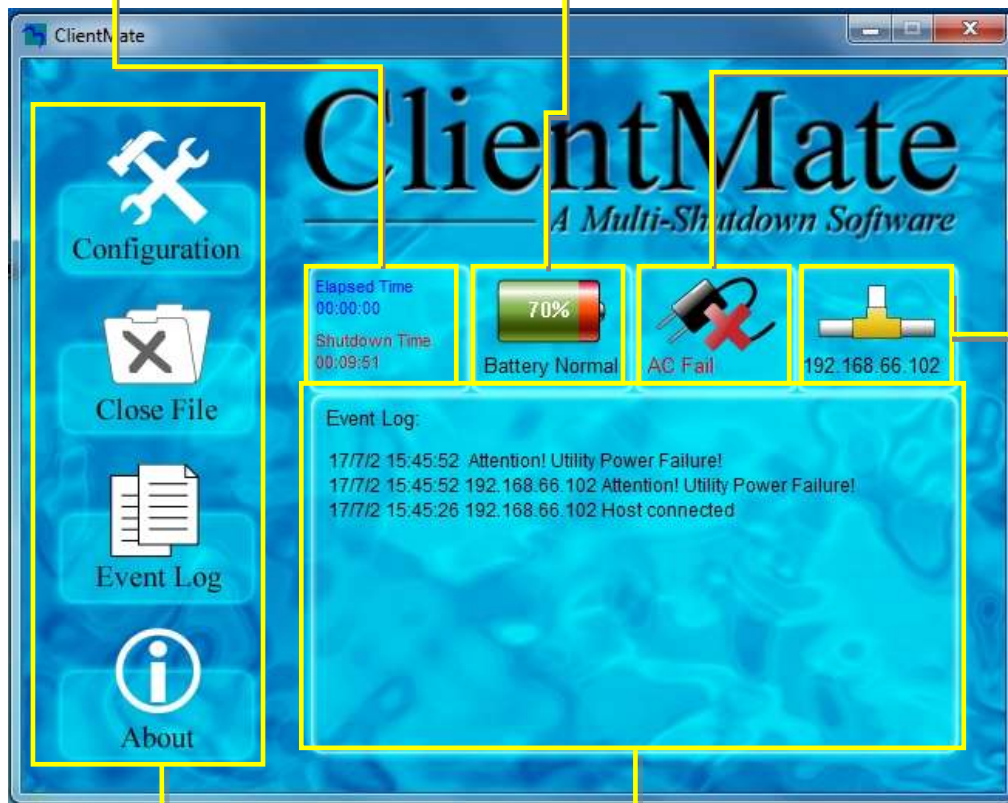 ClientMate
ClientMate
A Multi-Shutdown Software
Configuration
Close File
Event Log
About
Elapsed Time
00:00:00
Shutdown Time
00:09:51
70%
Battery Normal
AC Fail
192.168.66.102
Event Log:
17/7/2 15:45:52 Attention! Utility Power Failure!
17/7/2 15:45:52 192.168.66.102 Attention! Utility Power Failure!
17/7/2 15:45:26 192.168.66.102 Host connected